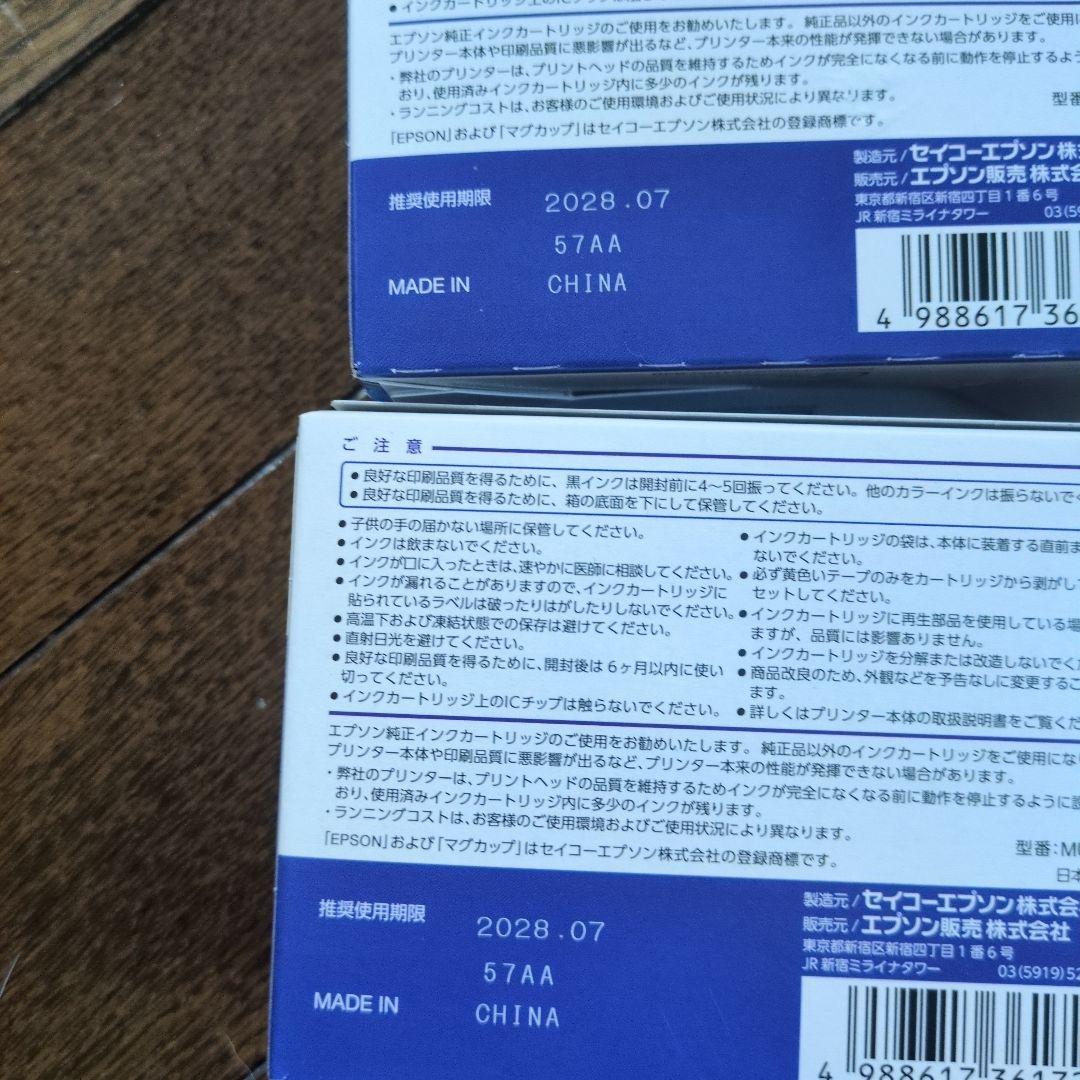 ● インクカートリッジ上のICチップは
エプソン純正インクカートリッジのご使用をお勧めいたします。純正品以外のインクカートリッジをご使用に
プリンター本体や印刷品質に悪影響が出るなど、プリンター本来の性能が発揮できない場合があります。
・弊社のプリンターは、プリントヘッドの品質を維持するためインクが完全になくなる前に動作を停止するよう
おり、使用済みインクカートリッジ内に多少のインクが残ります。
・ランニングコストは、お客様のご使用環境およびご使用状況により異なります。
型番
「EPSON」および「マグカップ」はセイコーエプソン株式会社の登録商標です。
推奨使用期限 2028.07
57AA
MADE IN CHINA
製造元/セイコーエプソン 株式
販売元/エプソン販売 株式会
東京都新宿区新宿四丁目1番6号
JR 新宿ミライナタワー 03(59
4 988617 36
ご注意
● 良好な印刷品質を得るために、黒インクは開封前に4〜5回振ってください。他のカラーインクは振らないでく
● 良好な印刷品質を得るために、箱の底面を下にして保管してください。
● 子供の手の届かない場所に保管してください。
● インクは飲まないでください。
● インクが口に入ったときは、速やかに医師に相談してください。
● インクが漏れることがありますので、インクカートリッジに
貼られているラベルは破ったりはがしたりしないでください。
● 高温下および凍結状態での保存は避けてください。
● 直射日光を避けてください。
● 良好な印刷品質を得るために、開封後は6ヶ月以内に使い
切ってください。
● インクカートリッジ上のICチップは触らないでください。
● インクカートリッジの袋は、本体に装着する直前ま
ないでください。
● 必ず黄色いテープのみをカートリッジから剥がして
セットしてください。
● インクカートリッジに再生部品を使用している場
ますが、品質には影響ありません。
● インクカートリッジを分解または改造しないでくだ
● 商品改良のため、外観などを予告なしに変更するこ
ます。
● 詳しくはプリンター本体の取扱説明書をご覧くだ
エプソン純正インクカートリッジのご使用をお勧めいたします。純正品以外のインクカートリッジをご使用にな
プリンター本体や印刷品質に悪影響が出るなど、プリンター本来の性能が発揮できない場合があります。
・弊社のプリンターは、プリントヘッドの品質を維持するためインクが完全になくなる前に動作を停止するように設
おり、使用済みインクカートリッジ内に多少のインクが残ります。
・ランニングコストは、お客様のご使用環境およびご使用状況により異なります。
「EPSON」および「マグカップ」はセイコーエプソン株式会社の登録商標です。
型番:MU
日本
推奨使用期限 2028.07
57AA
MADE IN CHINA
製造元/セイコーエプソン 株式会
販売元/エプソン販売 株式会社
東京都新宿区新宿四丁目1番6号
JR 新宿ミライナタワー 03(5919)52
4 988617 36173